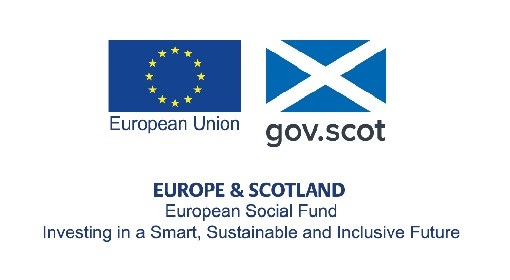 European Union
gov.scot
EUROPE & SCOTLAND
European Social Fund
Investing in a Smart, Sustainable and Inclusive Future